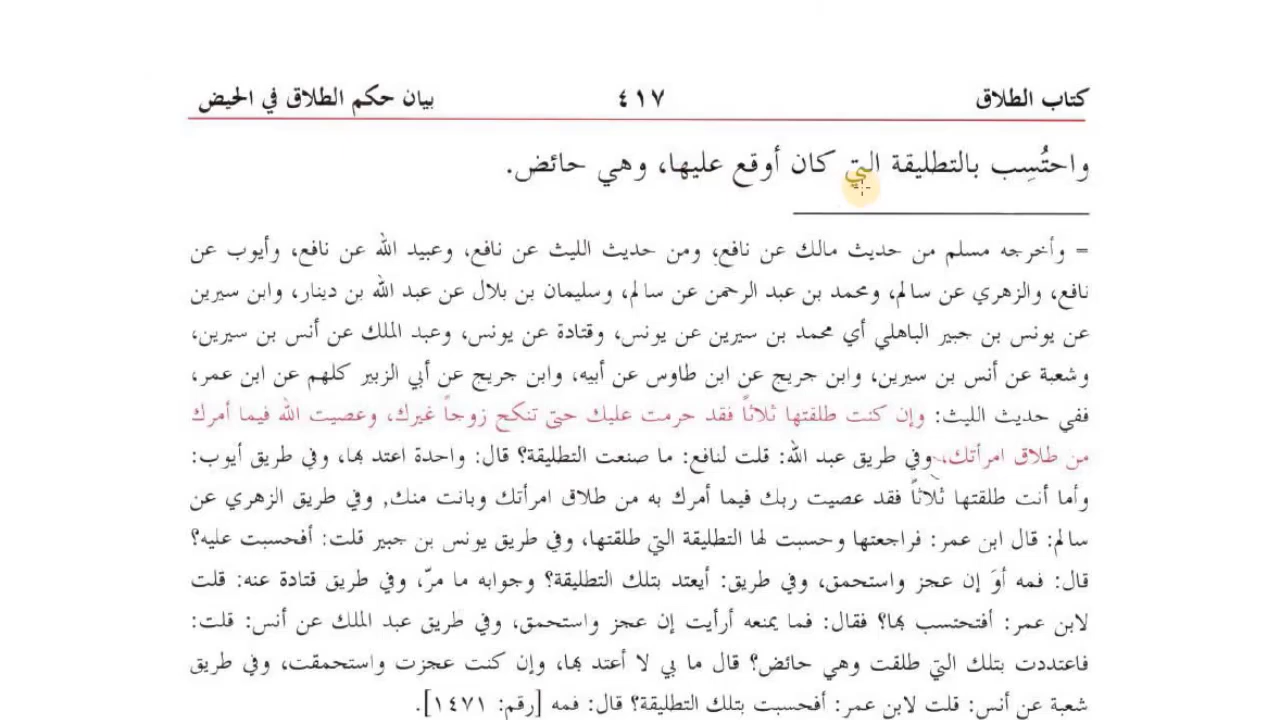 كتاب الطلاق ٤١٧ بيان حكم الطلاق في الحيض
واحتُسِب بالتطليقة التي كان أوقع عليها، وهي حائض.
= وأخرجه مسلم من حديث مالك عن نافع، ومن حديث الليث عن نافع، وعبيد الله عن نافع، وأيوب عن
نافع، والزهري عن سالم، ومحمد بن عبد الرحمن عن سالم، وسليمان بن بلال عن عبد الله بن دينار، وابن سيرين
عن يونس بن جبير الباهلي أي محمد بن سيرين عن يونس، وقتادة عن يونس، وعبد الملك عن أنس بن سيرين،
وشعبة عن أنس بن سيرين، وابن جريج عن ابن طاوس عن أبيه، وابن جريج عن أبي الزبير كلهم عن ابن عمر،
ففي حديث الليث: وإن كنت طلقتها ثلاثاً فقد حرمت عليك حتى تنكح زوجاً غيرك، وعصيت الله فيما أمرك
من طلاق امرأتك، وفي طريق عبد الله: قلت لنافع: ما صنعت التطليقة؟ قال: واحدة اعتد بها، وفي طريق أيوب:
وأما أنت طلقتها ثلاثاً فقد عصيت ربك فيما أمرك به من طلاق امرأتك وبانت منك, وفي طريق الزهري عن
سالم: قال ابن عمر: فراجعتها وحسبت لها التطليقة التي طلقتها، وفي طريق يونس بن جبير قلت: أفحسبت عليه؟
قال: فمه أوَ إن عجز واستحمق، وفي طريق: أيعتد بتلك التطليقة؟ وجوابه ما مرّ، وفي طريق قتادة عنه: قلت
لابن عمر: أفتحتسب بها؟ فقال: فما يمنعه أرأيت إن عجز واستحمق، وفي طريق عبد الملك عن أنس: قلت:
فاعتددت بتلك التي طلقت وهي حائض؟ قال ما بي لا أعتد بها، وإن كنت عجزت واستحمقت، وفي طريق
شعبة عن أنس: قلت لابن عمر: أفحسبت بتلك التطليقة؟ قال: فمه [رقم: ١٤٧١].